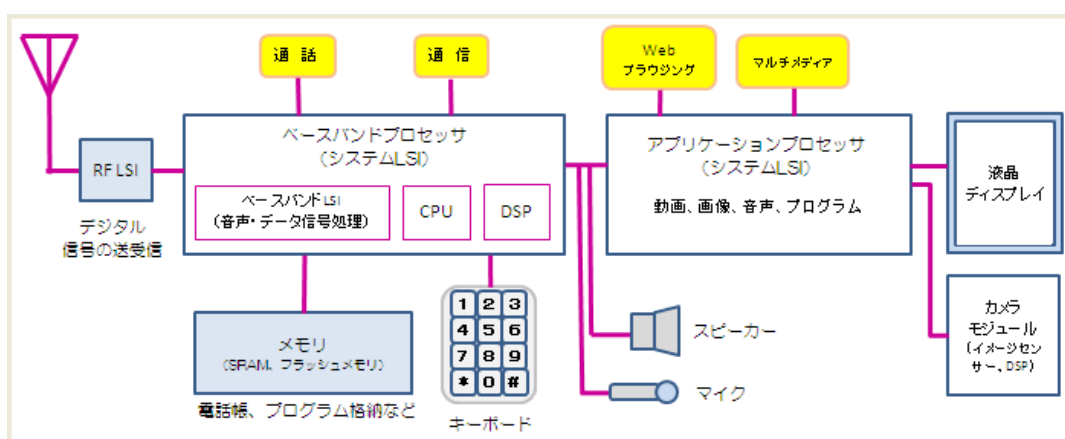 通 話
通 信
Web
ブラウジング
マルチメディア
ベースバンドプロセッサ
(システムLSI)
アプリケーションプロセッサ
(システムLSI)
RF LSI
ベースバンドLSI
(音声・データ信号処理)
CPU
DSP
動画、画像、音声、プログラム
液晶
ディスプレイ
デジタル
信号の送受信
メモリ
(SRAM、フラッシュメモリ)
電話帳、プログラム格納など
1 2 3
4 5 6
7 8 9
* 0 #
キーボード
スピーカー
マイク
カメラ
モジュール
(イメージセン
サー、DSP)